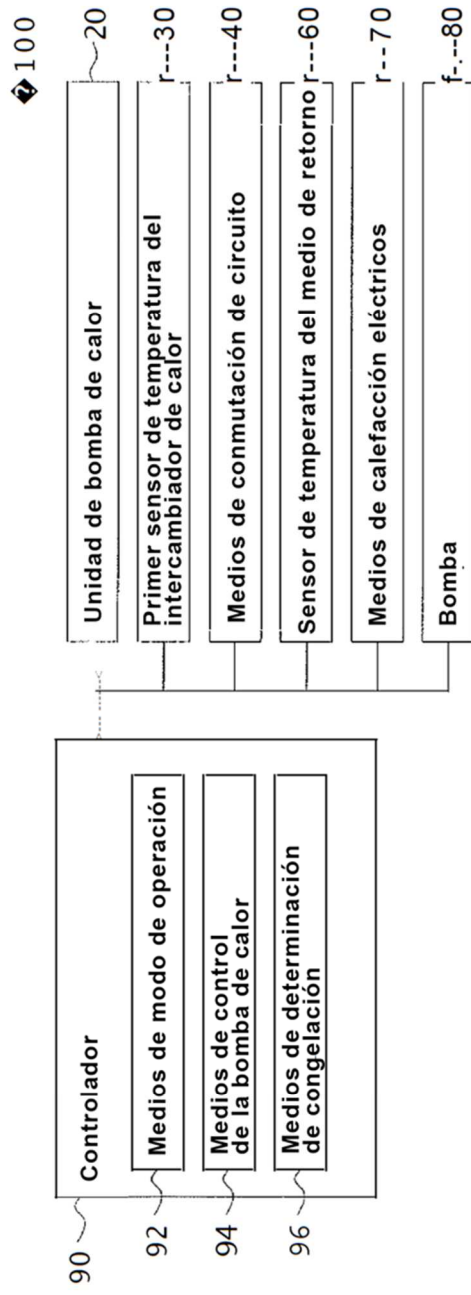 �100
Controlador
90
Medios de modo de operación
92
Medios de control
de la bomba de calor
94
Medios de determinación
de congelación
96
Unidad de bomba de calor
20
Primer sensor de temperatura del
intercambiador de calor
r---30
Medios de conmutación de circuito
r---40
Sensor de temperatura del medio de retorno
r---60
Medios de calefacción eléctricos
r--70
Bomba
f-.--80